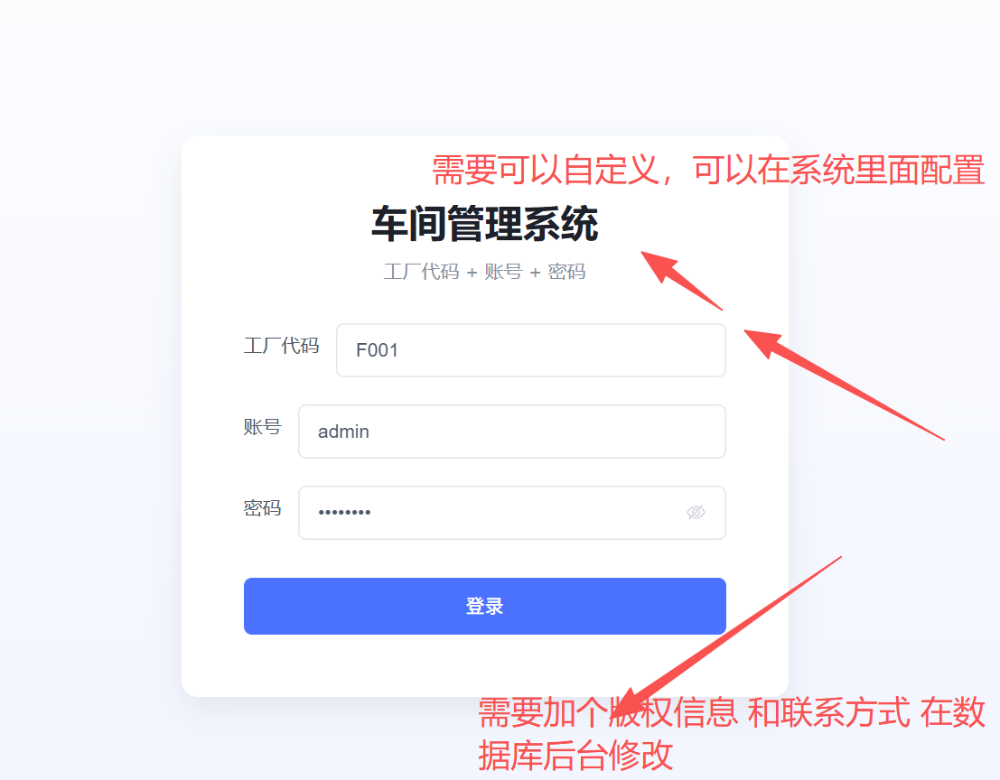 需要可以自定义，可以在系统里面配置
车间管理系统
工厂代码 + 账号 + 密码
工厂代码 F001
账号 admin
密码 ••••••••
登录
需要加个版权信息 和联系方式 在数
据库后台修改